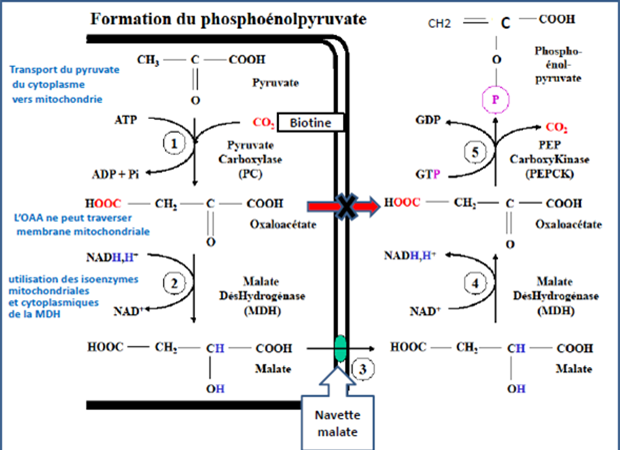 Formation du phosphoénolpyruvate
Transport du pyruvate
du cytoplasme
vers mitochondrie
CH₃ — C — COOH
O
Pyruvate
ATP
1
CO₂
Biotine
Pyruvate
Carboxylase
(PC)
ADP + Pi
HOOC — CH₂ — C — COOH
O
Oxaloacétate
L'OAA ne peut traverser
membrane mitochondriale
X
NADH,H⁺
utilisation des isoenzymes
mitochondriales
et cytoplasmiques
de la MDH
2
Malate
DésHydrogénase
(MDH)
NAD⁺
HOOC — CH₂ — CH — COOH
OH
Malate
3
Navette
malate
CH2 = C — COOH
O
P
Phospho-
énol-
pyruvate
GDP
CO₂
5
PEP
CarboxyKinase
(PEPCK)
GTP
HOOC — CH₂ — C — COOH
O
Oxaloacétate
NADH,H⁺
4
Malate
DésHydrogénase
(MDH)
NAD⁺
HOOC — CH₂ — CH — COOH
OH
Malate